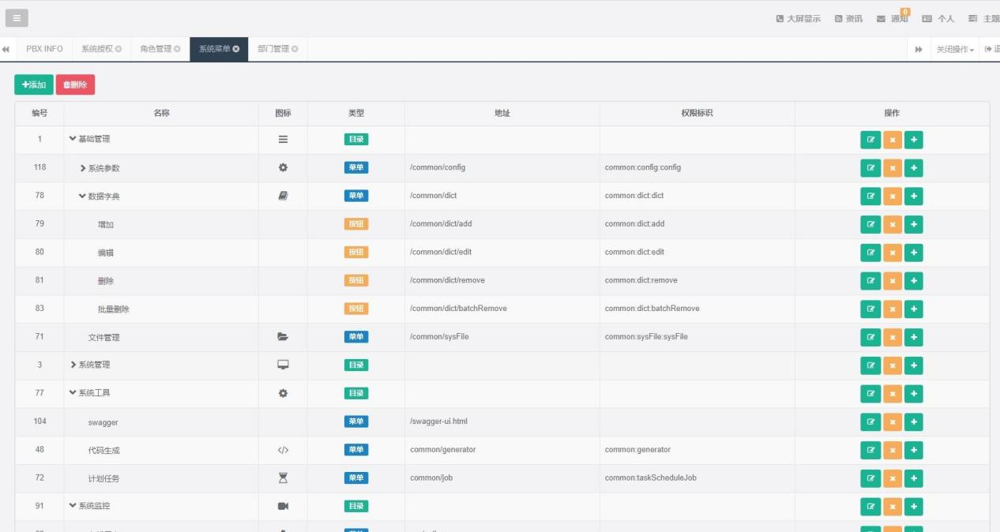 大屏显示 资讯 通知 0 个人 主题
PBX INFO 系统授权 角色管理 系统菜单 部门管理 关闭操作
添加 删除
编号 名称 图标 类型 地址 权限标识 操作
1 基础管理 目录
118 系统参数 菜单 /common/config common:config:config
78 数据字典 菜单 /common/dict common:dict:dict
79 增加 按钮 /common/dict/add common:dict:add
80 编辑 按钮 /common/dict/edit common:dict:edit
81 删除 按钮 /common/dict/remove common:dict:remove
83 批量删除 按钮 /common/dict/batchRemove common:dict:batchRemove
71 文件管理 菜单 /common/sysFile common:sysFile:sysFile
3 系统管理 目录
77 系统工具 目录
104 swagger 菜单 /swagger-ui.html
48 代码生成 菜单 common/generator common:generator
72 计划任务 菜单 common/job common:taskScheduleJob
91 系统监控 目录